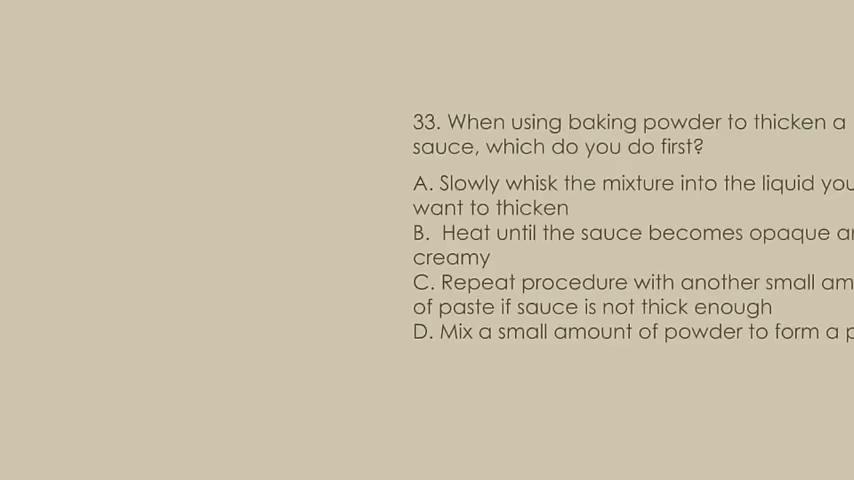 33. When using baking powder to thicken a
sauce, which do you do first?
A. Slowly whisk the mixture into the liquid you
want to thicken
B. Heat until the sauce becomes opaque
creamy
C. Repeat procedure with another small
of paste if sauce is not thick enough
D. Mix a small amount of powder to form a